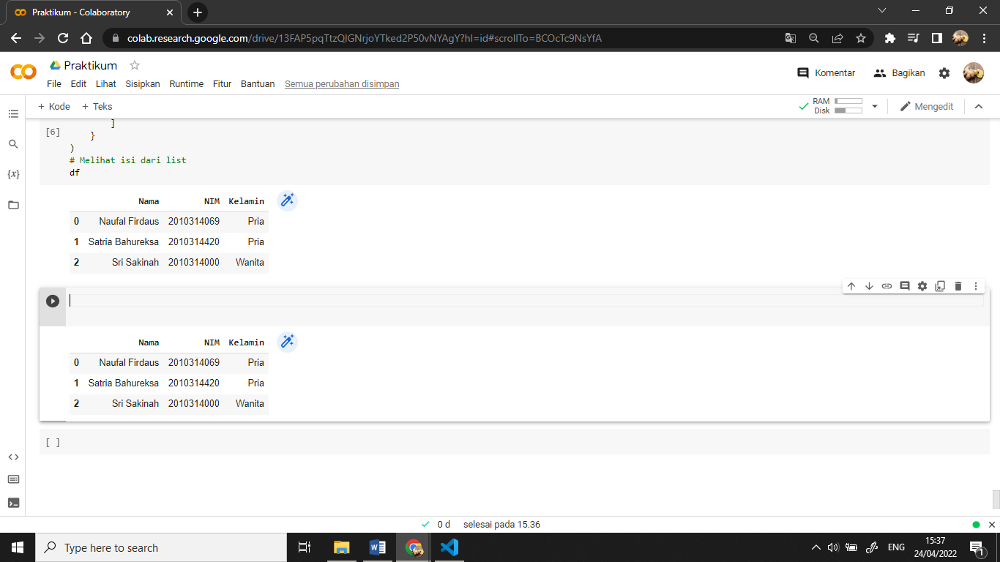 Praktikum - Colaboratory
colab.research.google.com/drive/13FAP5pqTtzQlGNrjoYTked2P50vNYAgY?hl=id#scrollTo=BCOcTc9NsYfA
Praktikum
Komentar Bagikan
File Edit Lihat Sisipkan Runtime Fitur Bantuan Semua perubahan disimpan
+ Kode + Teks RAM Disk Mengedit
[6] ]
}
)
# Melihat isi dari list
df
Nama NIM Kelamin
0 Naufal Firdaus 2010314069 Pria
1 Satria Bahureksa 2010314420 Pria
2 Sri Sakinah 2010314000 Wanita
Nama NIM Kelamin
0 Naufal Firdaus 2010314069 Pria
1 Satria Bahureksa 2010314420 Pria
2 Sri Sakinah 2010314000 Wanita
[ ]
0 d selesai pada 15.36
Type here to search
ENG
15:37
24/04/2022
1